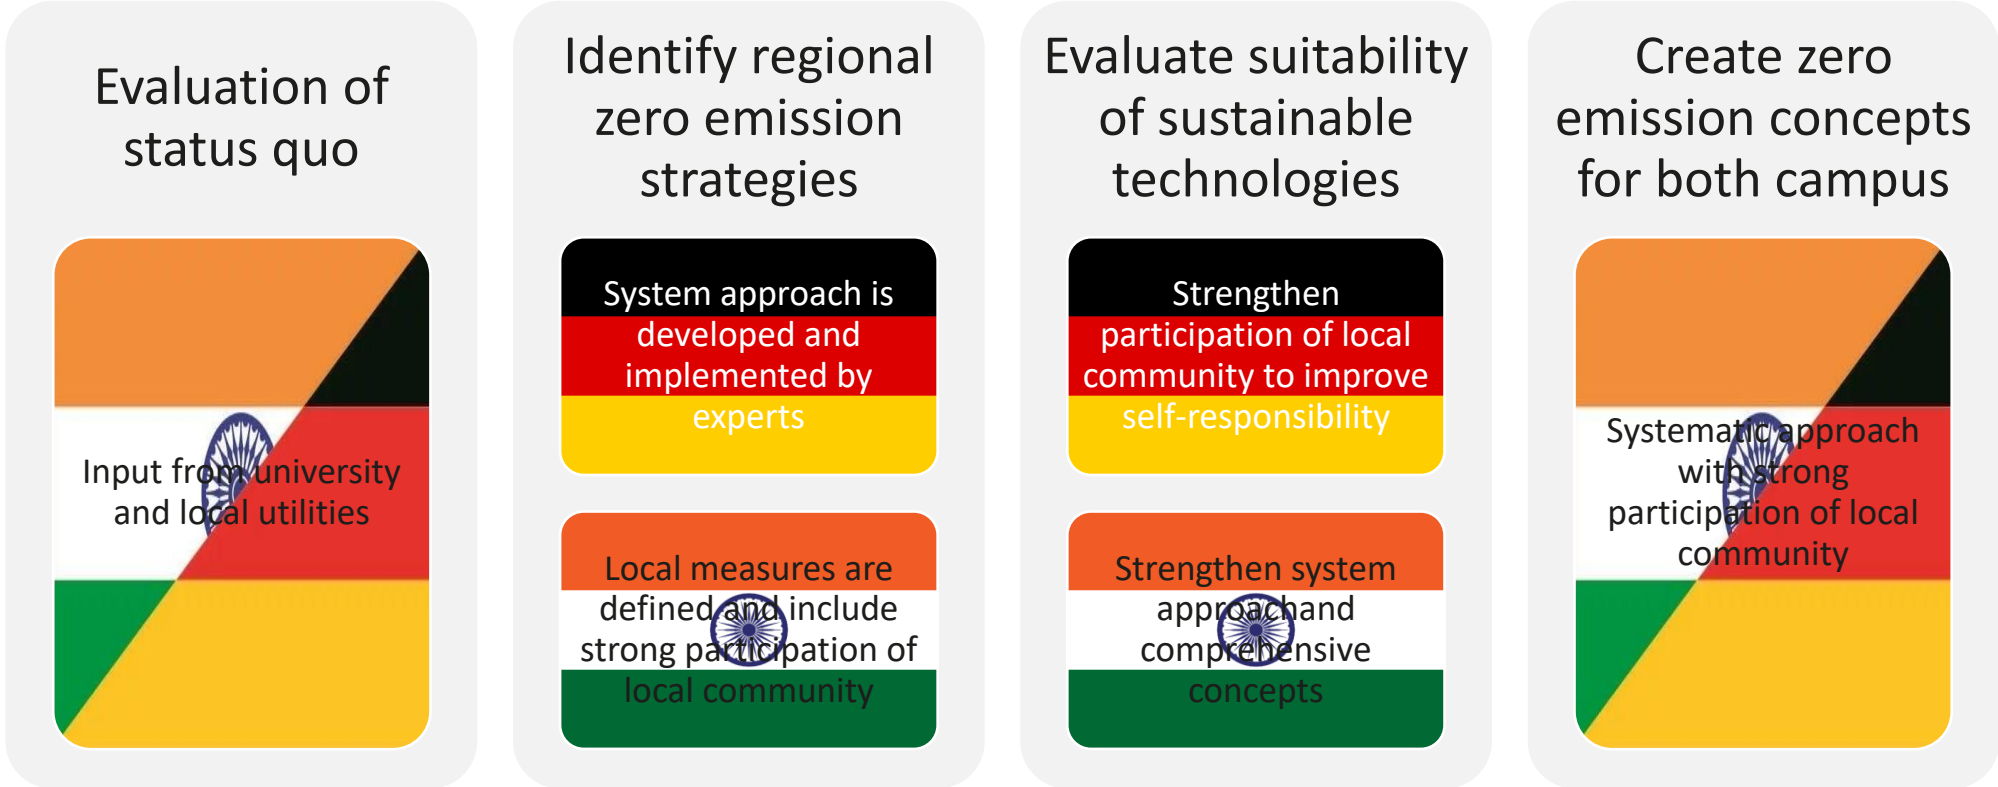 Evaluation of
status quo
Input from university
and local utilities
Identify regional
zero emission
strategies
System approach is
developed and
implemented by
experts
Local measures are
defined and include
strong participation of
local community
Evaluate suitability
of sustainable
technologies
Strengthen
participation of local
community to improve
self-responsibility
Strengthen system
approachand
comprehensive
concepts
Create zero
emission concepts
for both campus
Systematic approach
with strong
participation of local
community